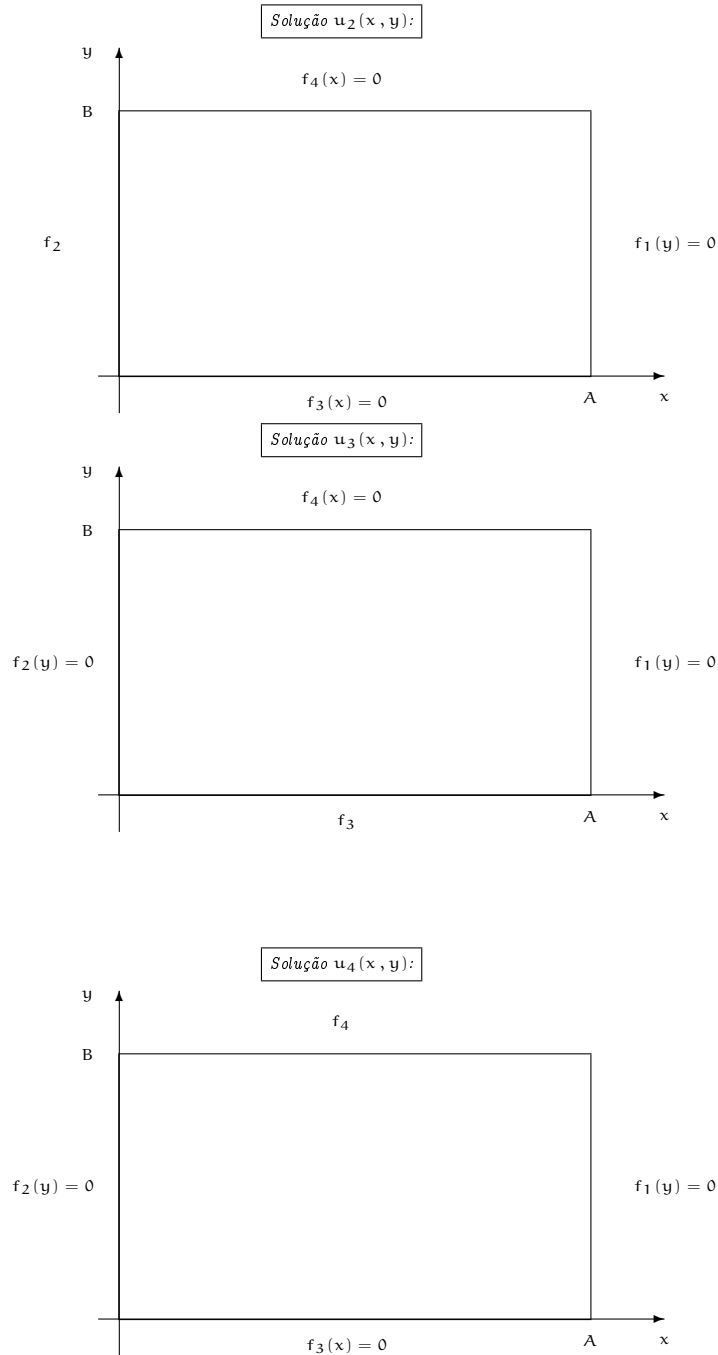 Solução u₂(x , y):
y
f₄(x) = 0
B
f₂
f₁(y) = 0
f₃(x) = 0
A
x
Solução u₃(x , y):
y
f₄(x) = 0
B
f₂(y) = 0
f₁(y) = 0
f₃
A
x
Solução u₄(x , y):
y
f₄
B
f₂(y) = 0
f₁(y) = 0
f₃(x) = 0
A
x